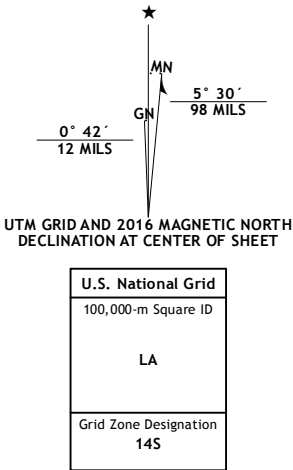 ★
MN
GN
5° 30´
98 MILS
0° 42´
12 MILS
UTM GRID AND 2016 MAGNETIC NORTH
DECLINATION AT CENTER OF SHEET
U.S. National Grid
100,000-m Square ID
LA
Grid Zone Designation
14S